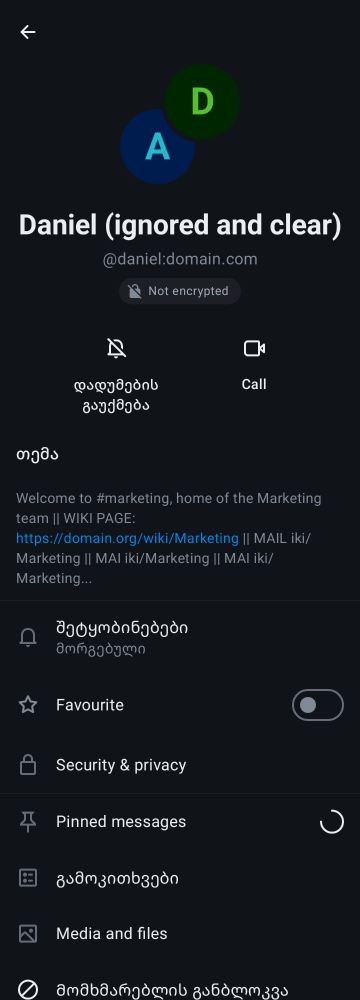 D
A
Daniel (ignored and clear)
@daniel:domain.com
Not encrypted
დადუმების
გაუქმება
Call
თემა
Welcome to #marketing, home of the Marketing
team || WIKI PAGE:
https://domain.org/wiki/Marketing || MAIL iki/
Marketing || MAI iki/Marketing || MAI iki/
Marketing...
შეტყობინებები
მორგებული
Favourite
Security & privacy
Pinned messages
გამოკითხვები
Media and files
მომხმარებლის განბლოკვა